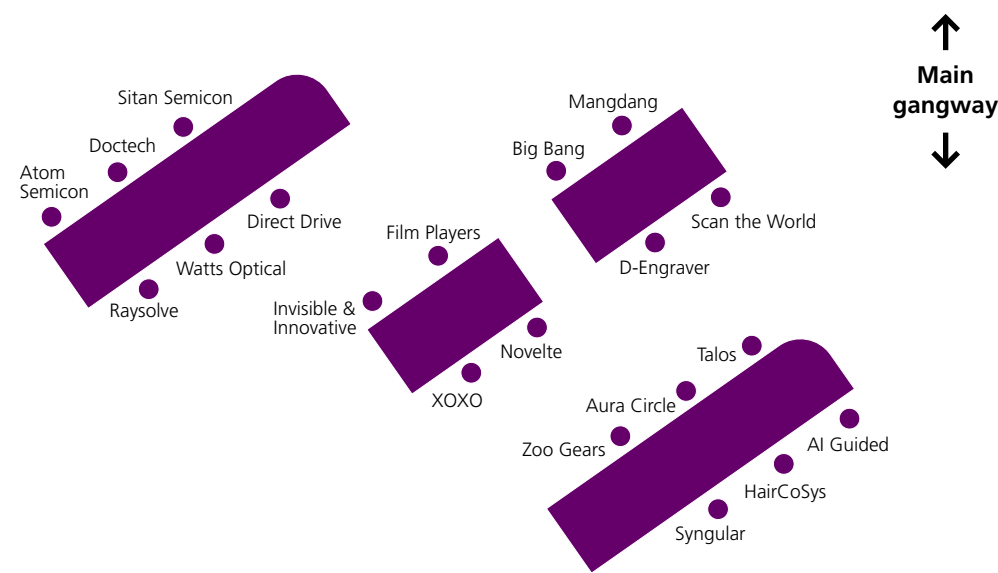 Main
gangway
Sitan Semicon
Doctech
Atom
Semicon
Direct Drive
Watts Optical
Raysolve
Mangdang
Big Bang
Scan the World
D-Engraver
Film Players
Invisible &
Innovative
Novelte
XOXO
Talos
Aura Circle
Zoo Gears
AI Guided
HairCoSys
Syngular